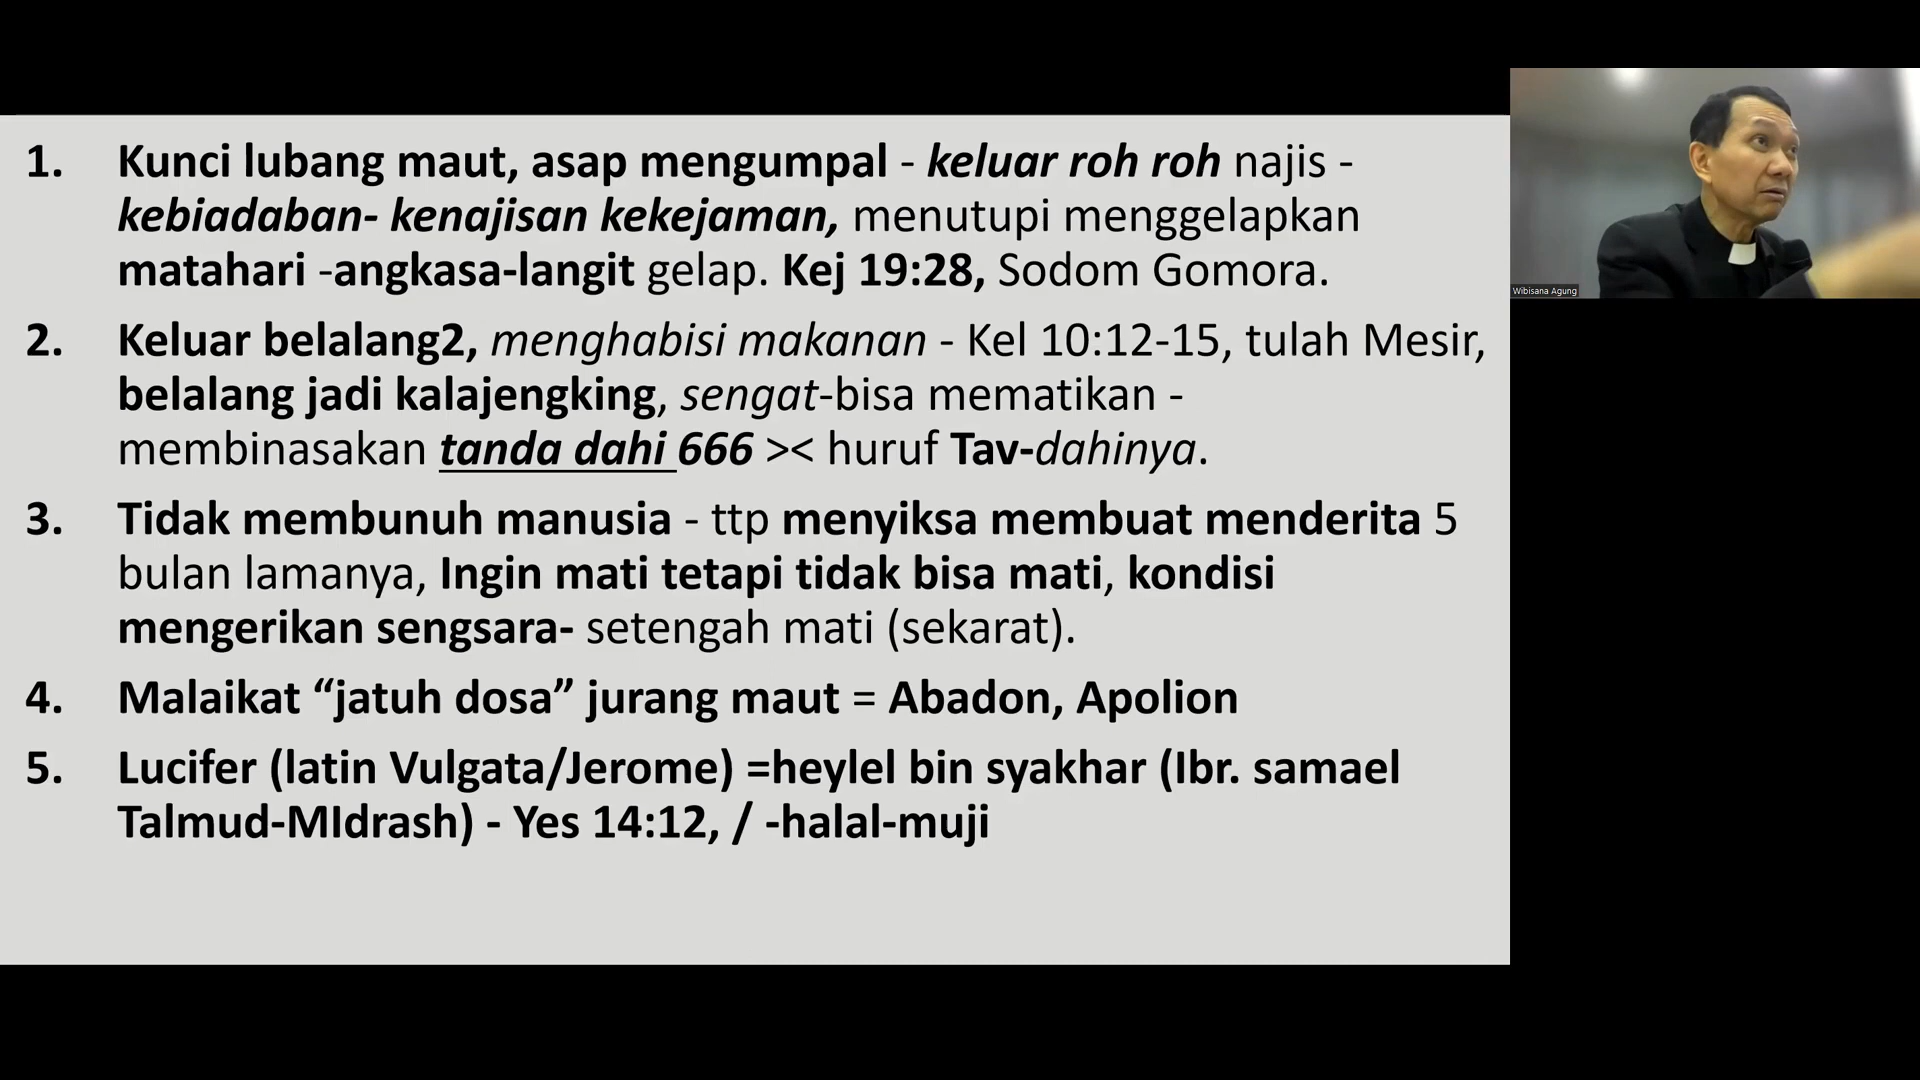 1. Kunci lubang maut, asap mengumpal - keluar roh roh najis -
kebiadaban- kenajisan kekejaman, menutupi menggelapkan
matahari -angkasa-langit gelap. Kej 19:28, Sodom Gomora.
2. Keluar belalang2, menghabisi makanan - Kel 10:12-15, tulah Mesir,
belalang jadi kalajengking, sengat-bisa mematikan -
membinasakan tanda dahi 666 >< huruf Tav-dahinya.
3. Tidak membunuh manusia - ttp menyiksa membuat menderita 5
bulan lamanya, Ingin mati tetapi tidak bisa mati, kondisi
mengerikan sengsara- setengah mati (sekarat).
4. Malaikat “jatuh dosa” jurang maut = Abadon, Apolion
5. Lucifer (latin Vulgata/Jerome) =heylel bin syakhar (Ibr. samael
Talmud-MIdrash) - Yes 14:12, / -halal-muji
Wibisana Agung